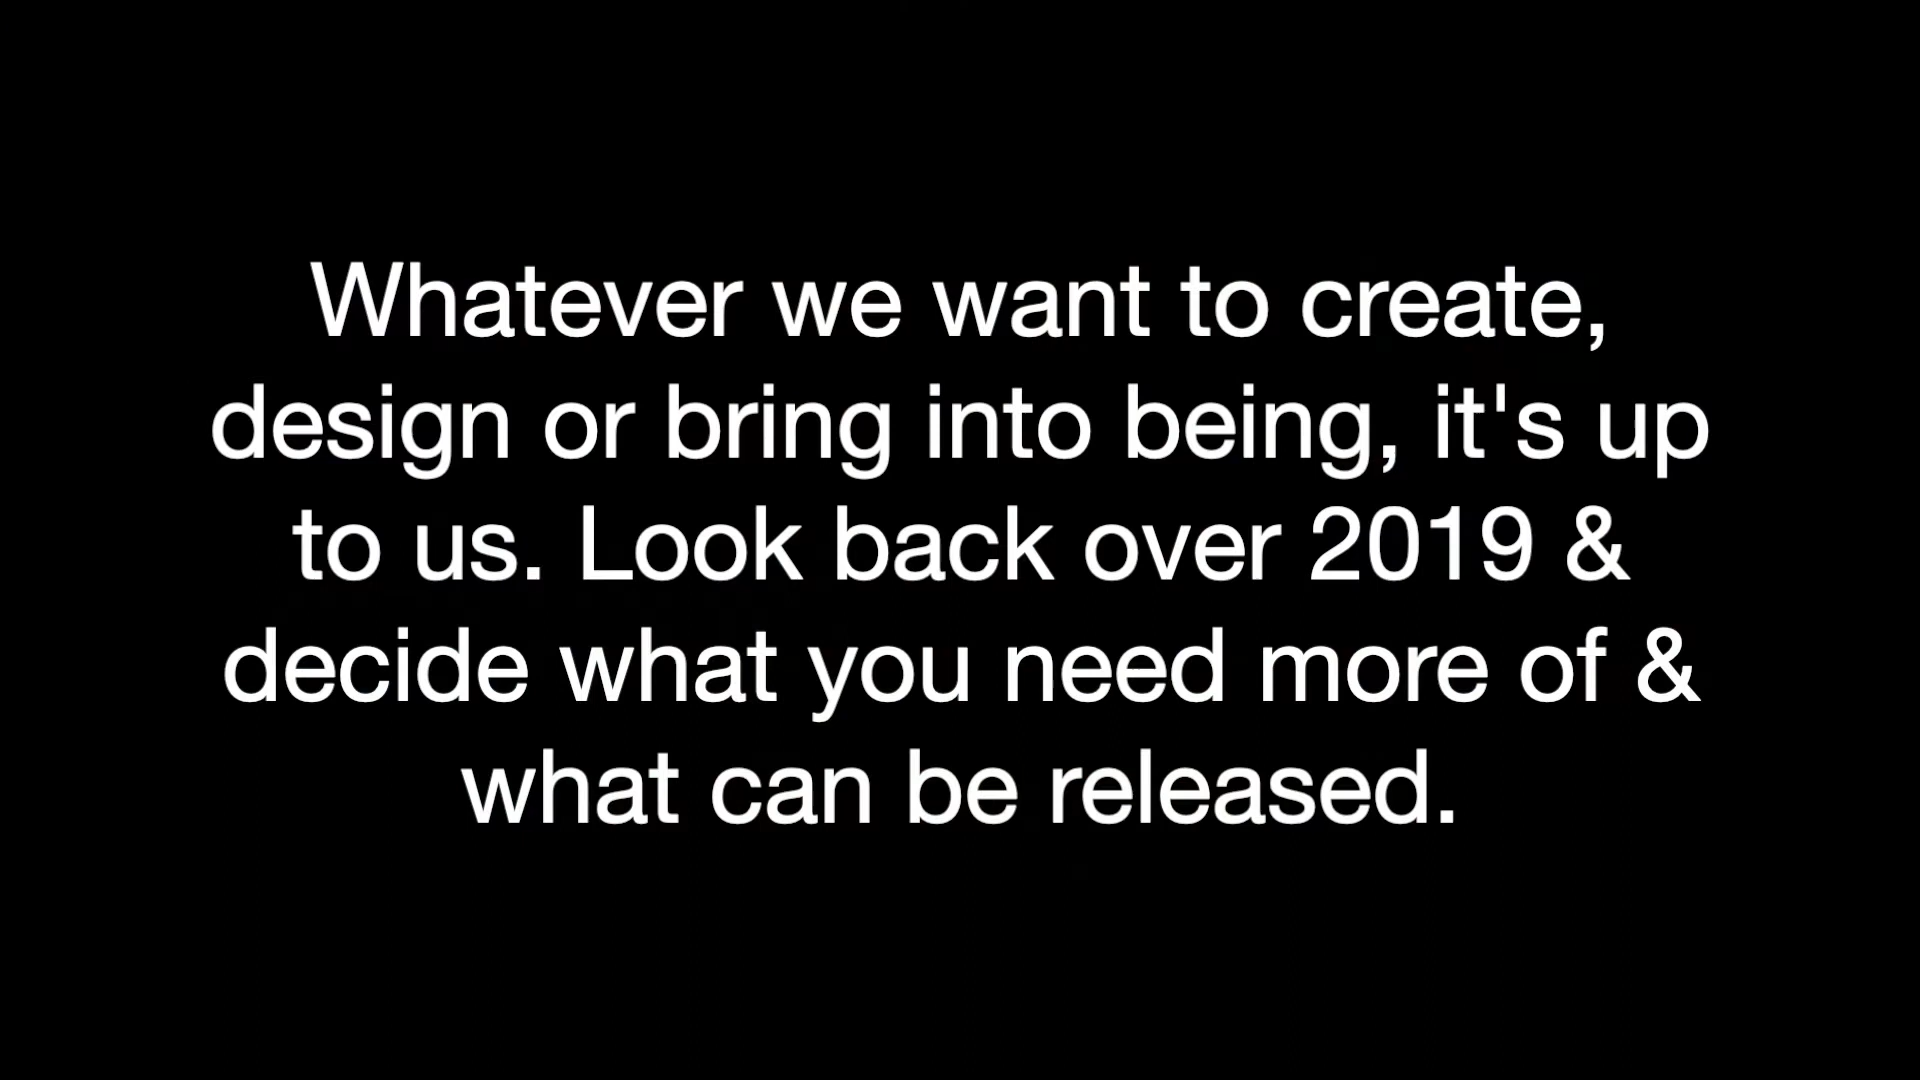 Whatever we want to create,
design or bring into being, it's up
to us. Look back over 2019 &
decide what you need more of &
what can be released.